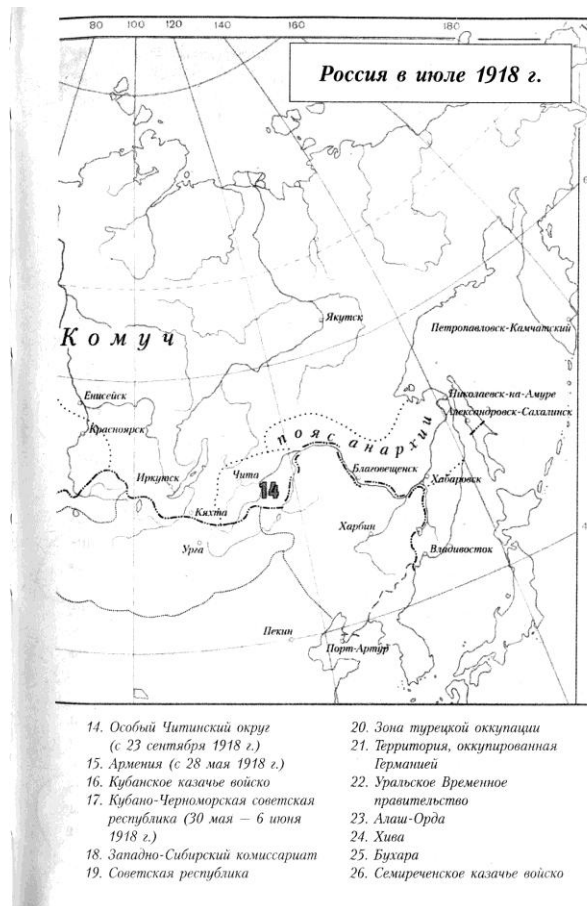 80 100 120 140 160 180
Россия в июле 1918 г.
Якутск
Комуч
Петропавловск-Камчатский
Енисейск
Николаевск-на-Амуре
Александровск-Сахалинск
Красноярск
пояс анархии
Иркутск
Чита
Благовещенск
14
Хабаровск
Кяхта
Харбин
Урга
Владивосток
Пекин
Порт-Артур
4
14. Особый Читинский округ
(с 23 сентября 1918 г.)
15. Армения (с 28 мая 1918 г.)
16. Кубанское казачье войско
17. Кубано-Черноморская советская
республика (30 мая — 6 июня
1918 г.)
18. Западно-Сибирский комиссариат
19. Советская республика
20. Зона турецкой оккупации
21. Территория, оккупированная
Германией
22. Уральское Временное
правительство
23. Алаш-Орда
24. Хива
25. Бухара
26. Семиреченское казачье войско